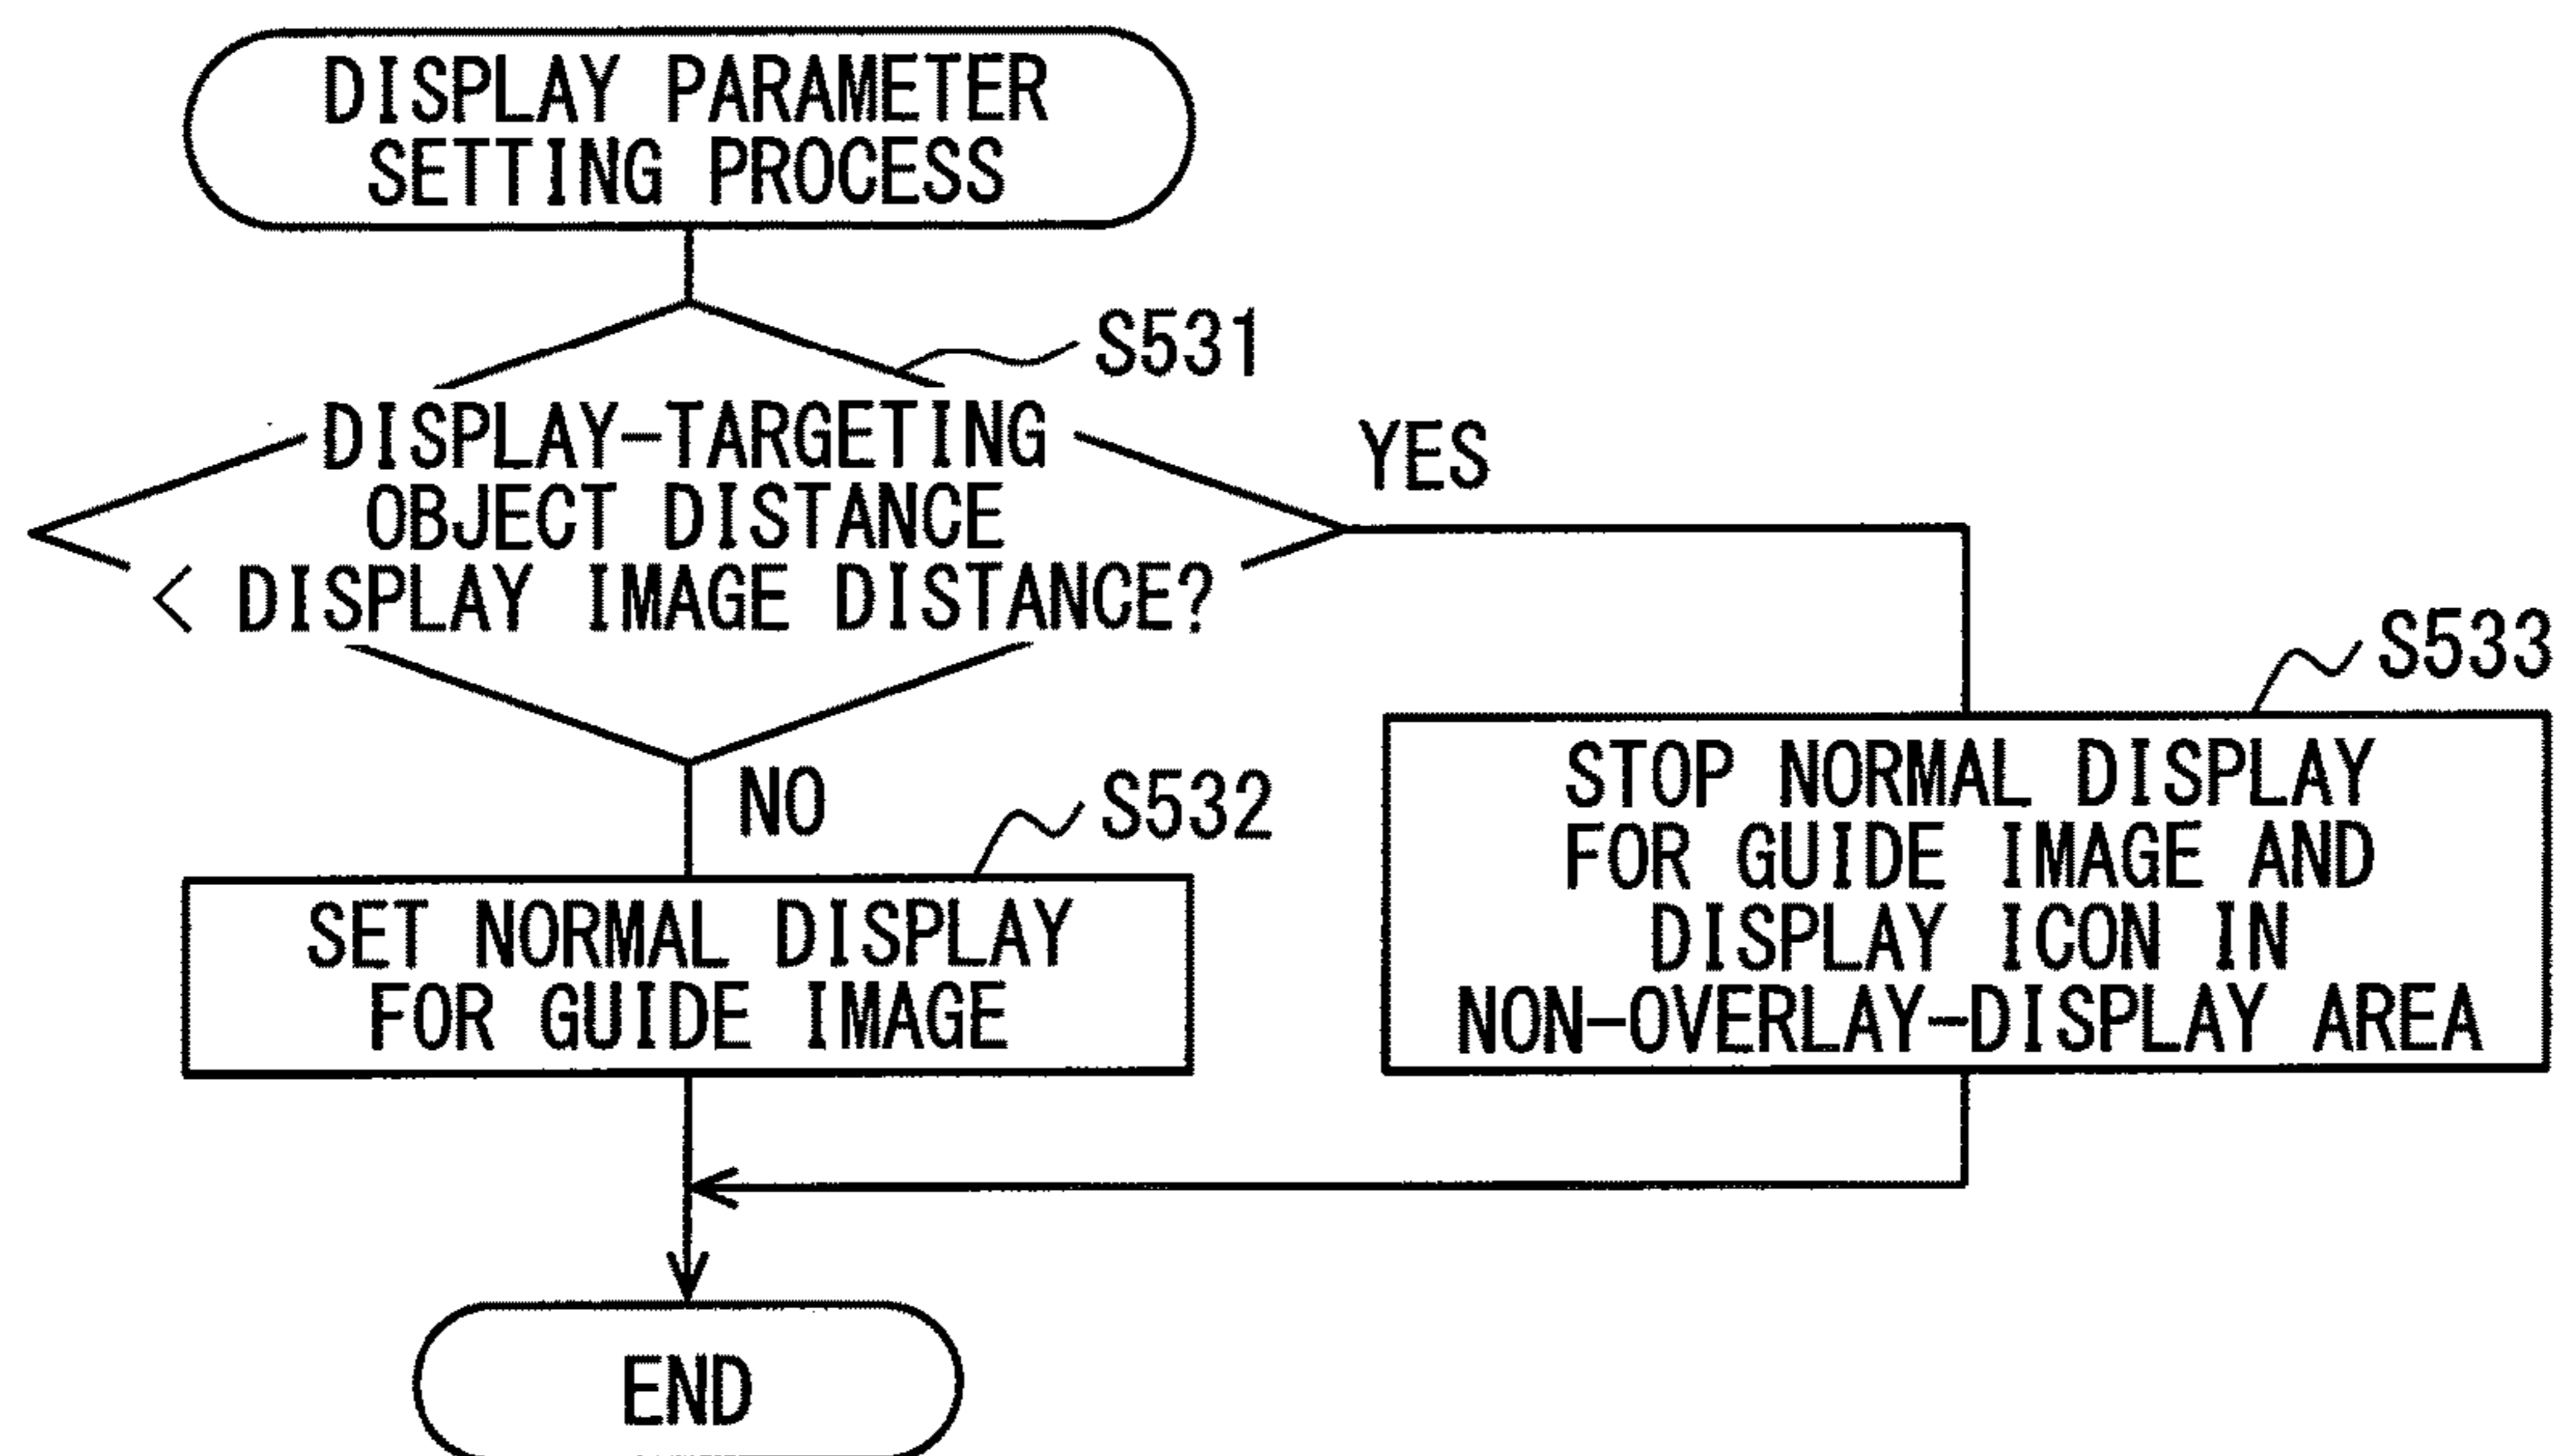 DISPLAY PARAMETER
SETTING PROCESS
S531
DISPLAY-TARGETING
OBJECT DISTANCE
< DISPLAY IMAGE DISTANCE?
YES
NO
S532
SET NORMAL DISPLAY
FOR GUIDE IMAGE
S533
STOP NORMAL DISPLAY
FOR GUIDE IMAGE AND
DISPLAY ICON IN
NON-OVERLAY-DISPLAY AREA
END